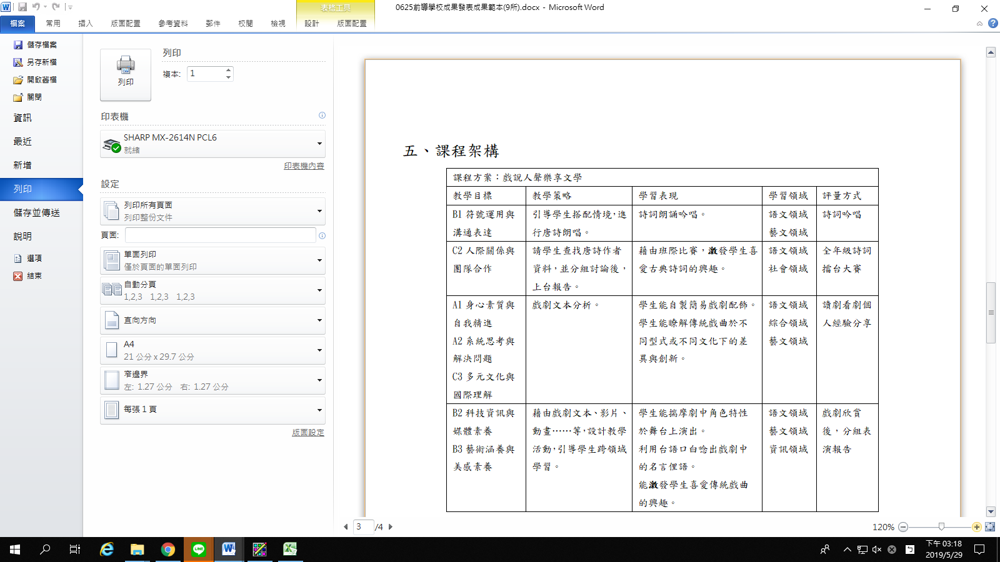 表格工具
0625前導學校成果發表成果範本(9所).docx - Microsoft Word
檔案 常用 插入 版面配置 參考資料 郵件 校閱 檢視 設計 版面配置
儲存檔案
另存新檔
開啟舊檔
關閉
資訊
最近
新增
列印
儲存並傳送
說明
選項
結束
列印
列印
複本: 1
印表機
SHARP MX-2614N PCL6
就緒
印表機內容
設定
列印所有頁面
列印整份文件
頁面:
單面列印
僅於頁面的單面列印
自動分頁
1,2,3 1,2,3 1,2,3
直向方向
A4
21 公分 x 29.7 公分
窄邊界
左: 1.27 公分 右: 1.27 公分
每張 1 頁
版面設定
五、課程架構
課程方案：戲說人聲樂享文學
教學目標 教學策略 學習表現 學習領域 評量方式
B1 符號運用與 引導學生搭配情境，進 詩詞朗誦吟唱。 語文領域 詩詞吟唱
溝通表達 行唐詩朗唱。 藝文領域
C2 人際關係與 請學生查找唐詩作者 藉由班際比賽，激發學生喜 語文領域 全年級詩詞
團隊合作 資料，並分組討論後， 愛古典詩詞的興趣。 社會領域 擂台大賽
上台報告。
A1 身心素質與 戲劇文本分析。 學生能自製簡易戲劇配飾。 語文領域 讀劇看劇個
自我精進 學生能瞭解傳統戲曲於不 綜合領域 人經驗分享
A2 系統思考與 同型式或不同文化下的差 藝文領域
解決問題 異與創新。
C3 多元文化與
國際理解
B2 科技資訊與 藉由戲劇文本、影片、 學生能揣摩劇中角色特性 語文領域 戲劇欣賞
媒體素養 動畫……等，設計教學 於舞台上演出。 藝文領域 後，分組表
B3 藝術涵養與 活動，引導學生跨領域 利用台語口白唸出戲劇中 資訊領域 演報告
美感素養 學習。 的名言俚語。
能激發學生喜愛傳統戲曲
的興趣。
3 /4
120%
下午 03:18
2019/5/29